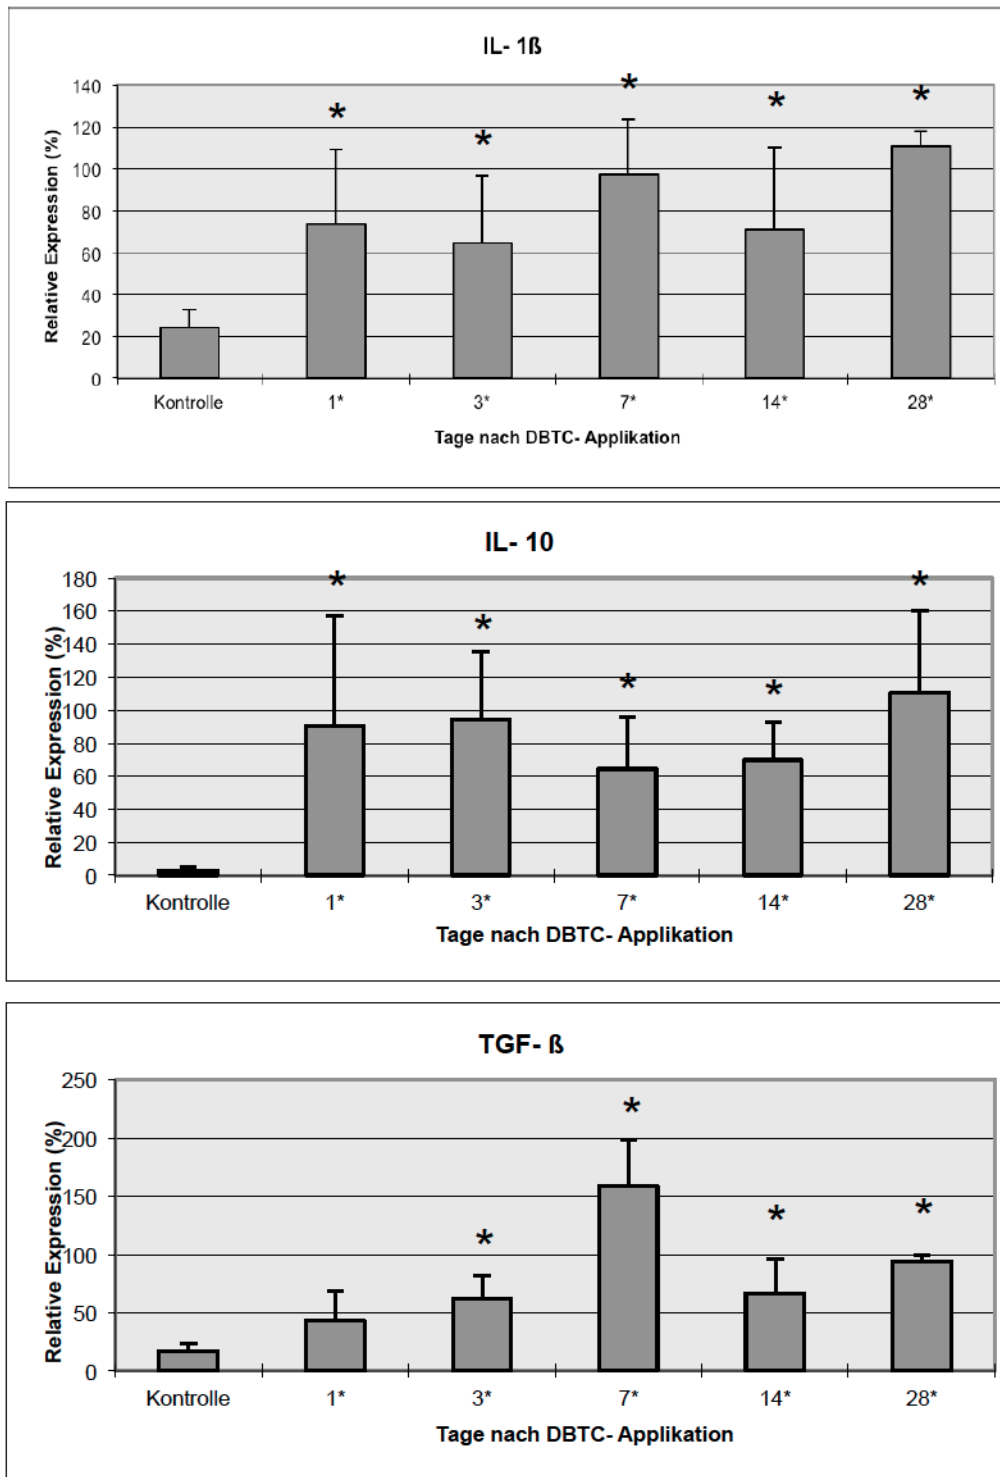 IL- 1ß
Relative Expression (%)
140
120
100
80
60
40
20
0
* * * * *
Kontrolle 1* 3* 7* 14* 28*
Tage nach DBTC- Applikation
IL- 10
Relative Expression (%)
180
160
140
120
100
80
60
40
20
0
* * * * *
Kontrolle 1* 3* 7* 14* 28*
Tage nach DBTC- Applikation
TGF- ß
Relative Expression (%)
250
200
150
100
50
0
* * * *
Kontrolle 1* 3* 7* 14* 28*
Tage nach DBTC- Applikation